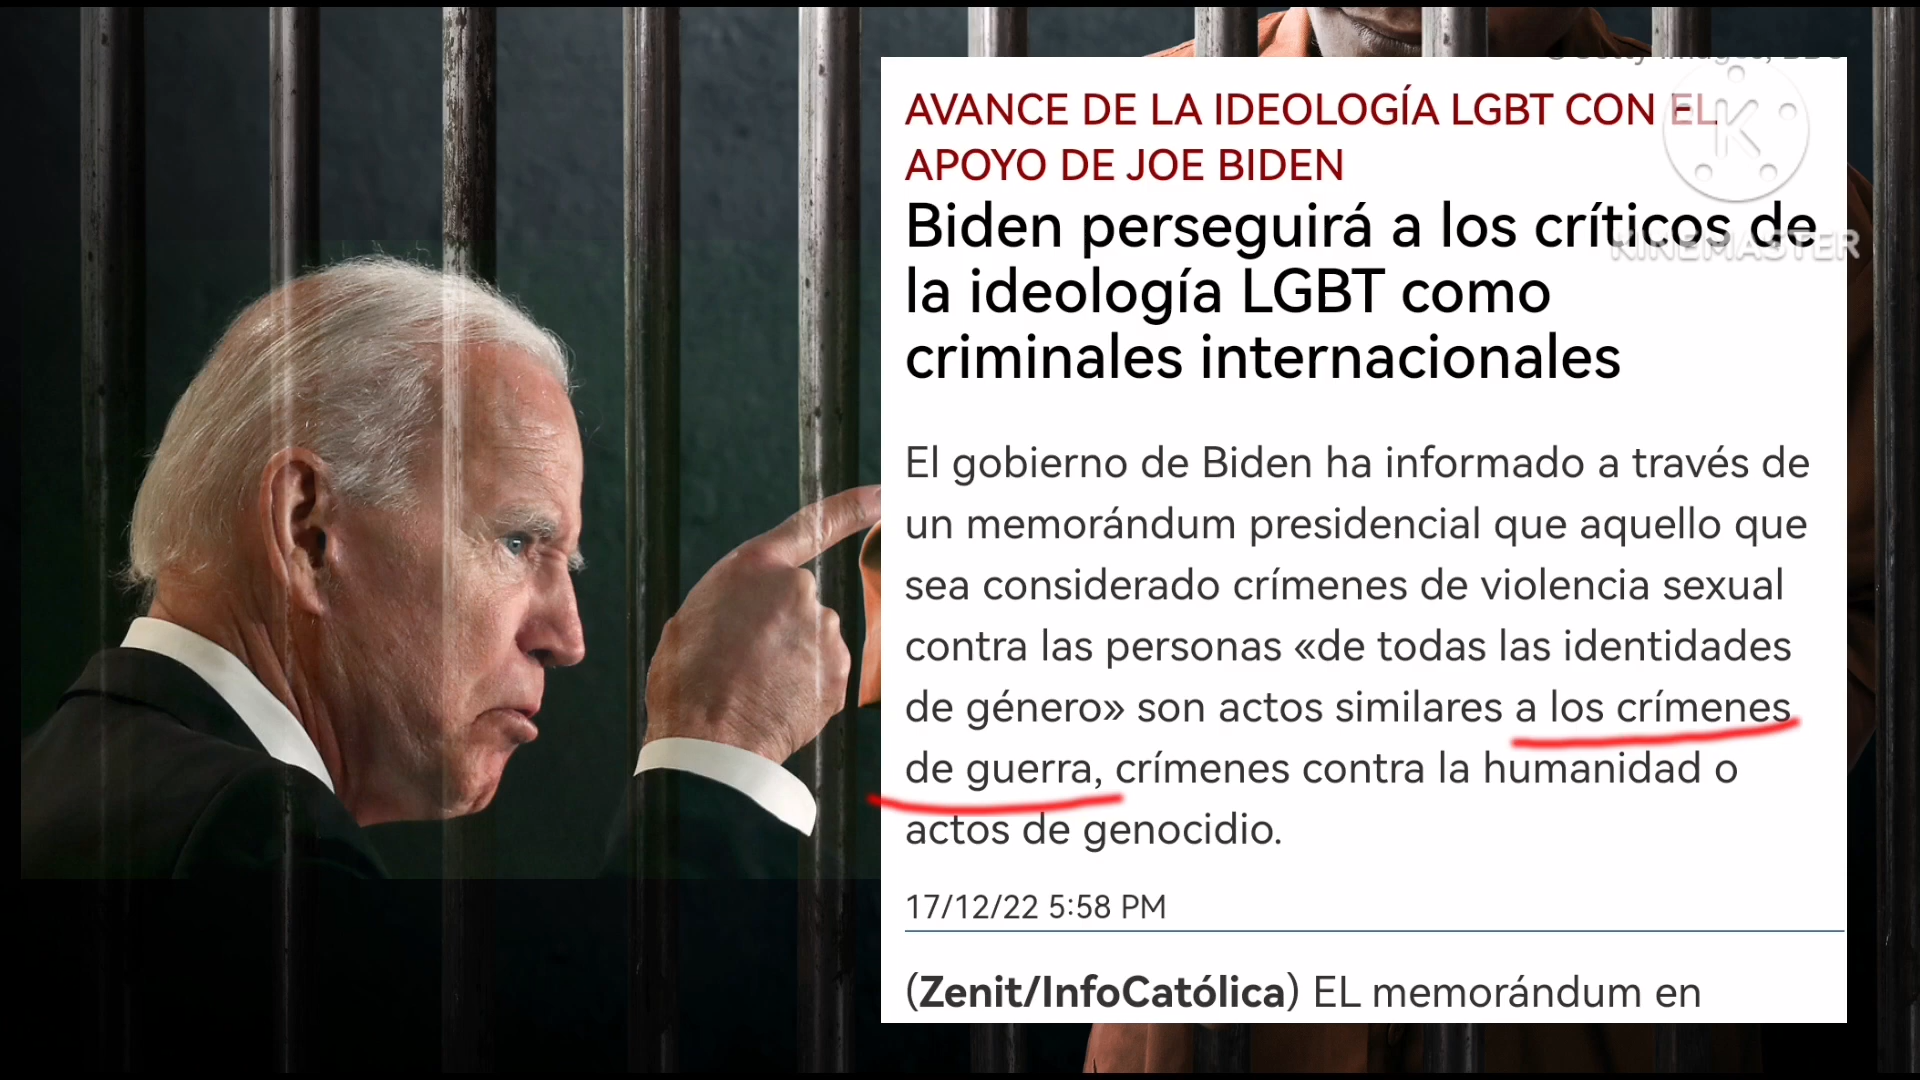 AVANCE DE LA IDEOLOGÍA LGBT CON EL
APOYO DE JOE BIDEN
Biden perseguirá a los críticos de
la ideología LGBT como
criminales internacionales
K
KINEMASTER
El gobierno de Biden ha informado a través de
un memorándum presidencial que aquello que
sea considerado crímenes de violencia sexual
contra las personas «de todas las identidades
de género» son actos similares a los crímenes
de guerra, crímenes contra la humanidad o
actos de genocidio.
17/12/22 5:58 PM
(Zenit/InfoCatólica) EL memorándum en